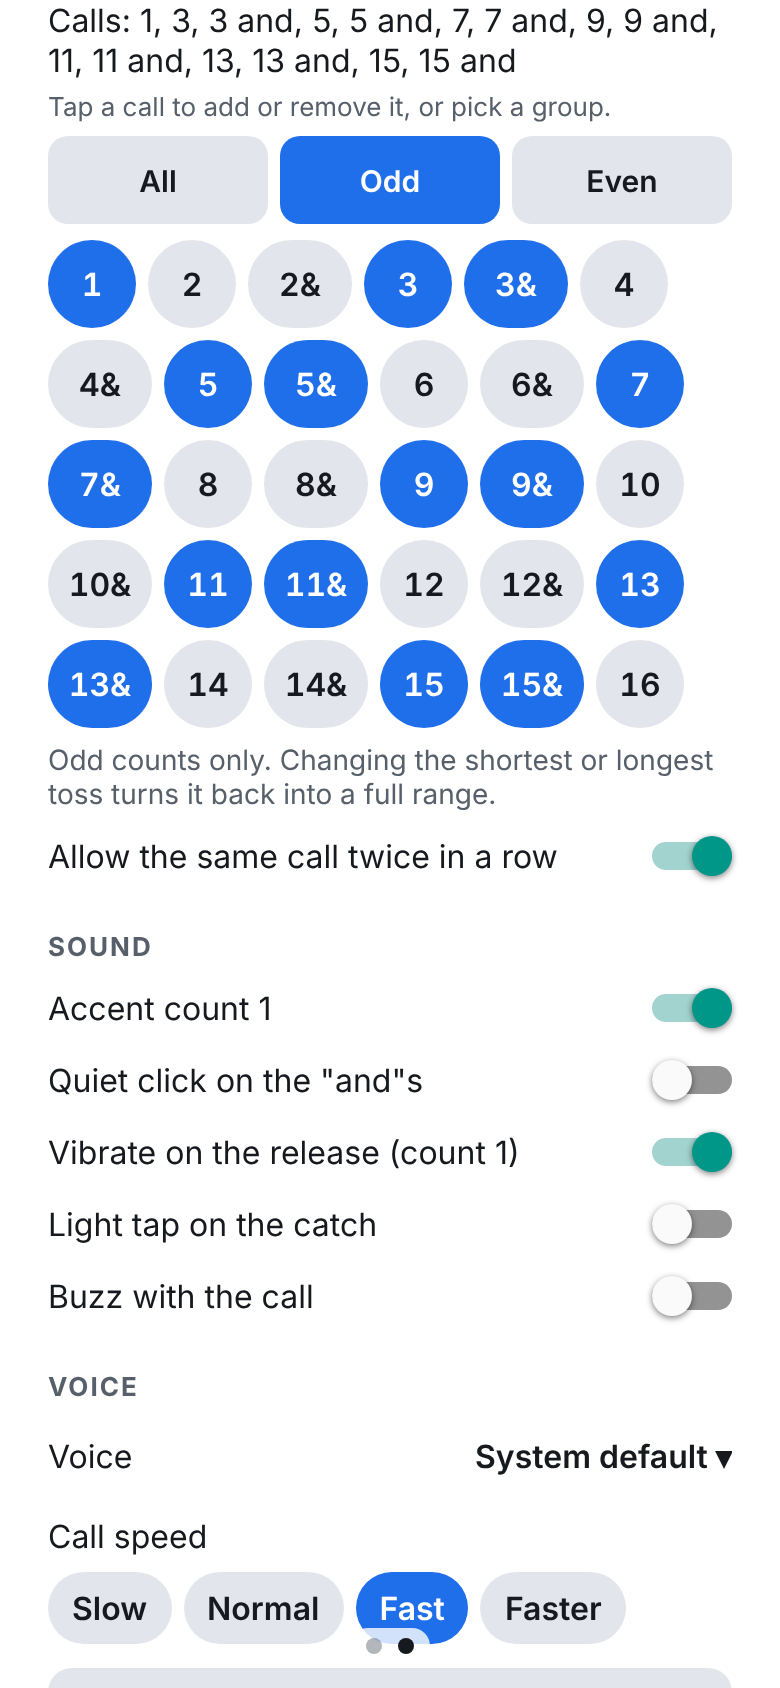 Calls: 1, 3, 3 and, 5, 5 and, 7, 7 and, 9, 9 and,
11, 11 and, 13, 13 and, 15, 15 and
Tap a call to add or remove it, or pick a group.
All Odd Even
1 2 2& 3 3& 4
4& 5 5& 6 6& 7
7& 8 8& 9 9& 10
10& 11 11& 12 12& 13
13& 14 14& 15 15& 16
Odd counts only. Changing the shortest or longest
toss turns it back into a full range.
Allow the same call twice in a row
SOUND
Accent count 1
Quiet click on the "and"s
Vibrate on the release (count 1)
Light tap on the catch
Buzz with the call
VOICE
Voice System default ▾
Call speed
Slow Normal Fast Faster